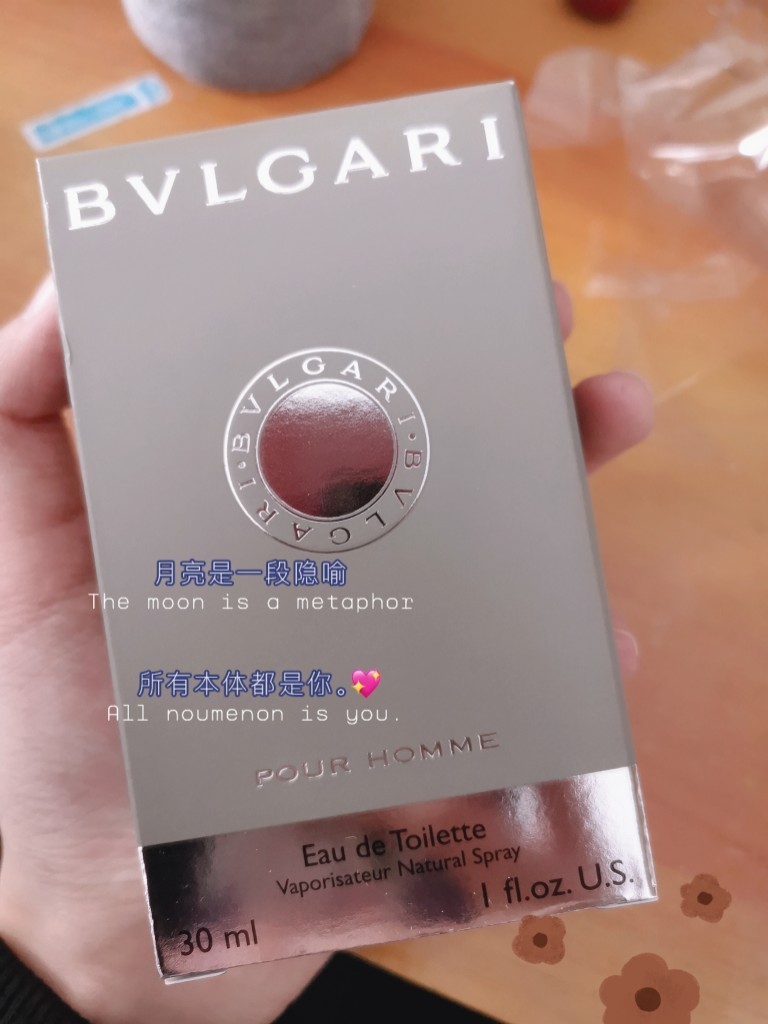 BVLGARI
BVLGARI · BVLGARI ·
月亮是一段隐喻
The moon is a metaphor
所有本体都是你。💖
All noumenon is you.
POUR HOMME
Eau de Toilette
Vaporisateur Natural Spray
1 fl.oz. U.S.
30 ml